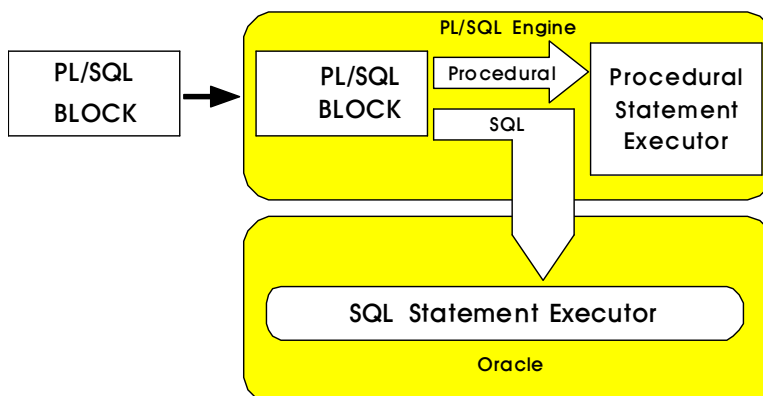 PL/SQL
BLOCK
PL/SQL Engine
PL/SQL
BLOCK
Procedural
SQL
Procedural
Statement
Executor
SQL Statement Executor
Oracle